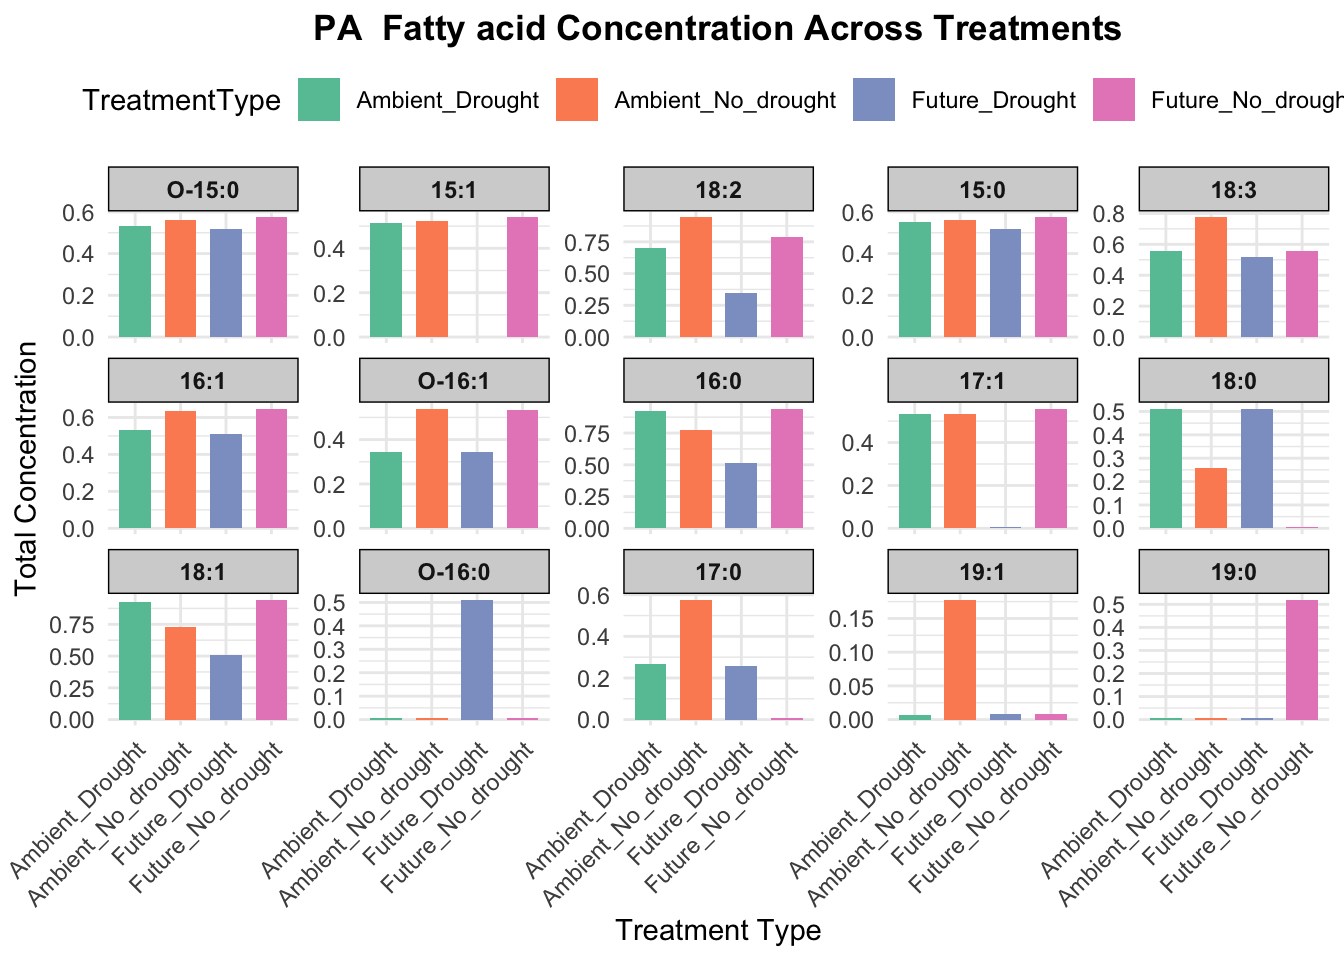 PA  Fatty acid Concentration Across Treatments
TreatmentType Ambient_Drought Ambient_No_drought Future_Drought Future_No_drough
O-15:0 15:1 18:2 15:0 18:3
0.6 0.4 0.2 0.0
0.4 0.2 0.0
0.75 0.50 0.25 0.00
0.6 0.4 0.2 0.0
0.8 0.6 0.4 0.2 0.0
16:1 O-16:1 16:0 17:1 18:0
0.6 0.4 0.2 0.0
0.4 0.2 0.0
0.75 0.50 0.25 0.00
0.4 0.2 0.0
0.5 0.4 0.3 0.2 0.1 0.0
18:1 O-16:0 17:0 19:1 19:0
0.75 0.50 0.25 0.00
0.5 0.4 0.3 0.2 0.1 0.0
0.6 0.4 0.2 0.0
0.15 0.10 0.05 0.00
0.5 0.4 0.3 0.2 0.1 0.0
Total Concentration
Ambient_Drought
Ambient_No_drought
Future_Drought
Future_No_drought
Ambient_Drought
Ambient_No_drought
Future_Drought
Future_No_drought
Ambient_Drought
Ambient_No_drought
Future_Drought
Future_No_drought
Ambient_Drought
Ambient_No_drought
Future_Drought
Future_No_drought
Ambient_Drought
Ambient_No_drought
Future_Drought
Future_No_drought
Treatment Type